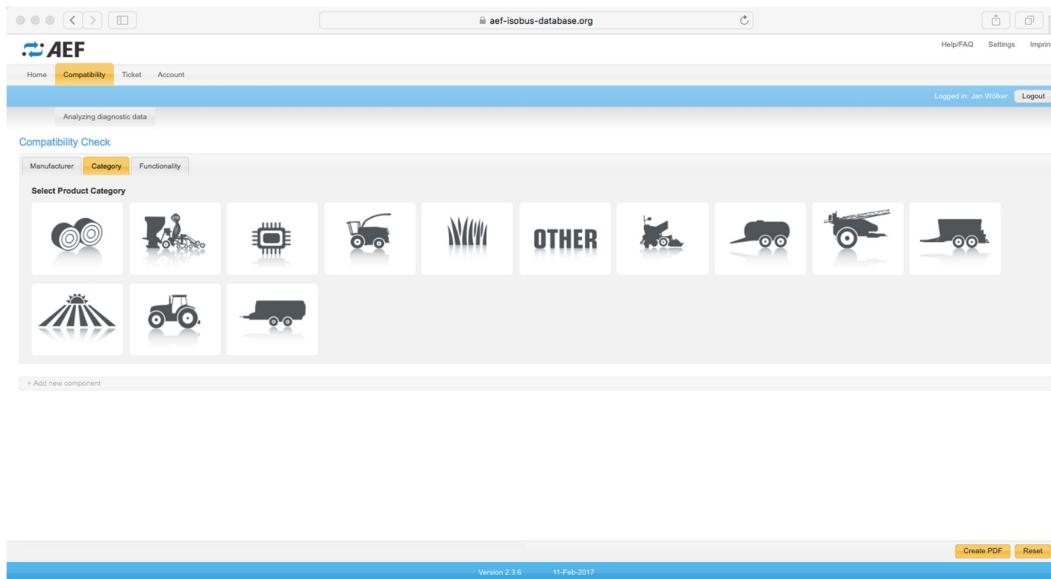 aef-isobus-database.org
AEF
Help/FAQ Settings Imprin
Home Compatibility Ticket Account
Logged in: Jan Wölker Logout
Analyzing diagnostic data
Compatibility Check
Manufacturer Category Functionality
Select Product Category
OTHER
+ Add new component
Create PDF Reset
Version 2.3.6 11-Feb-2017